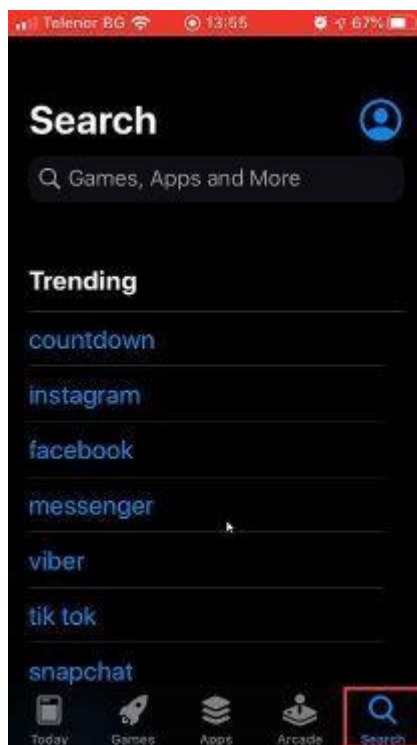 Telenor BG 13:55 67%
Search
Games, Apps and More
Trending
countdown
instagram
facebook
messenger
viber
tik tok
snapchat
Today Games Apps Arcade Search